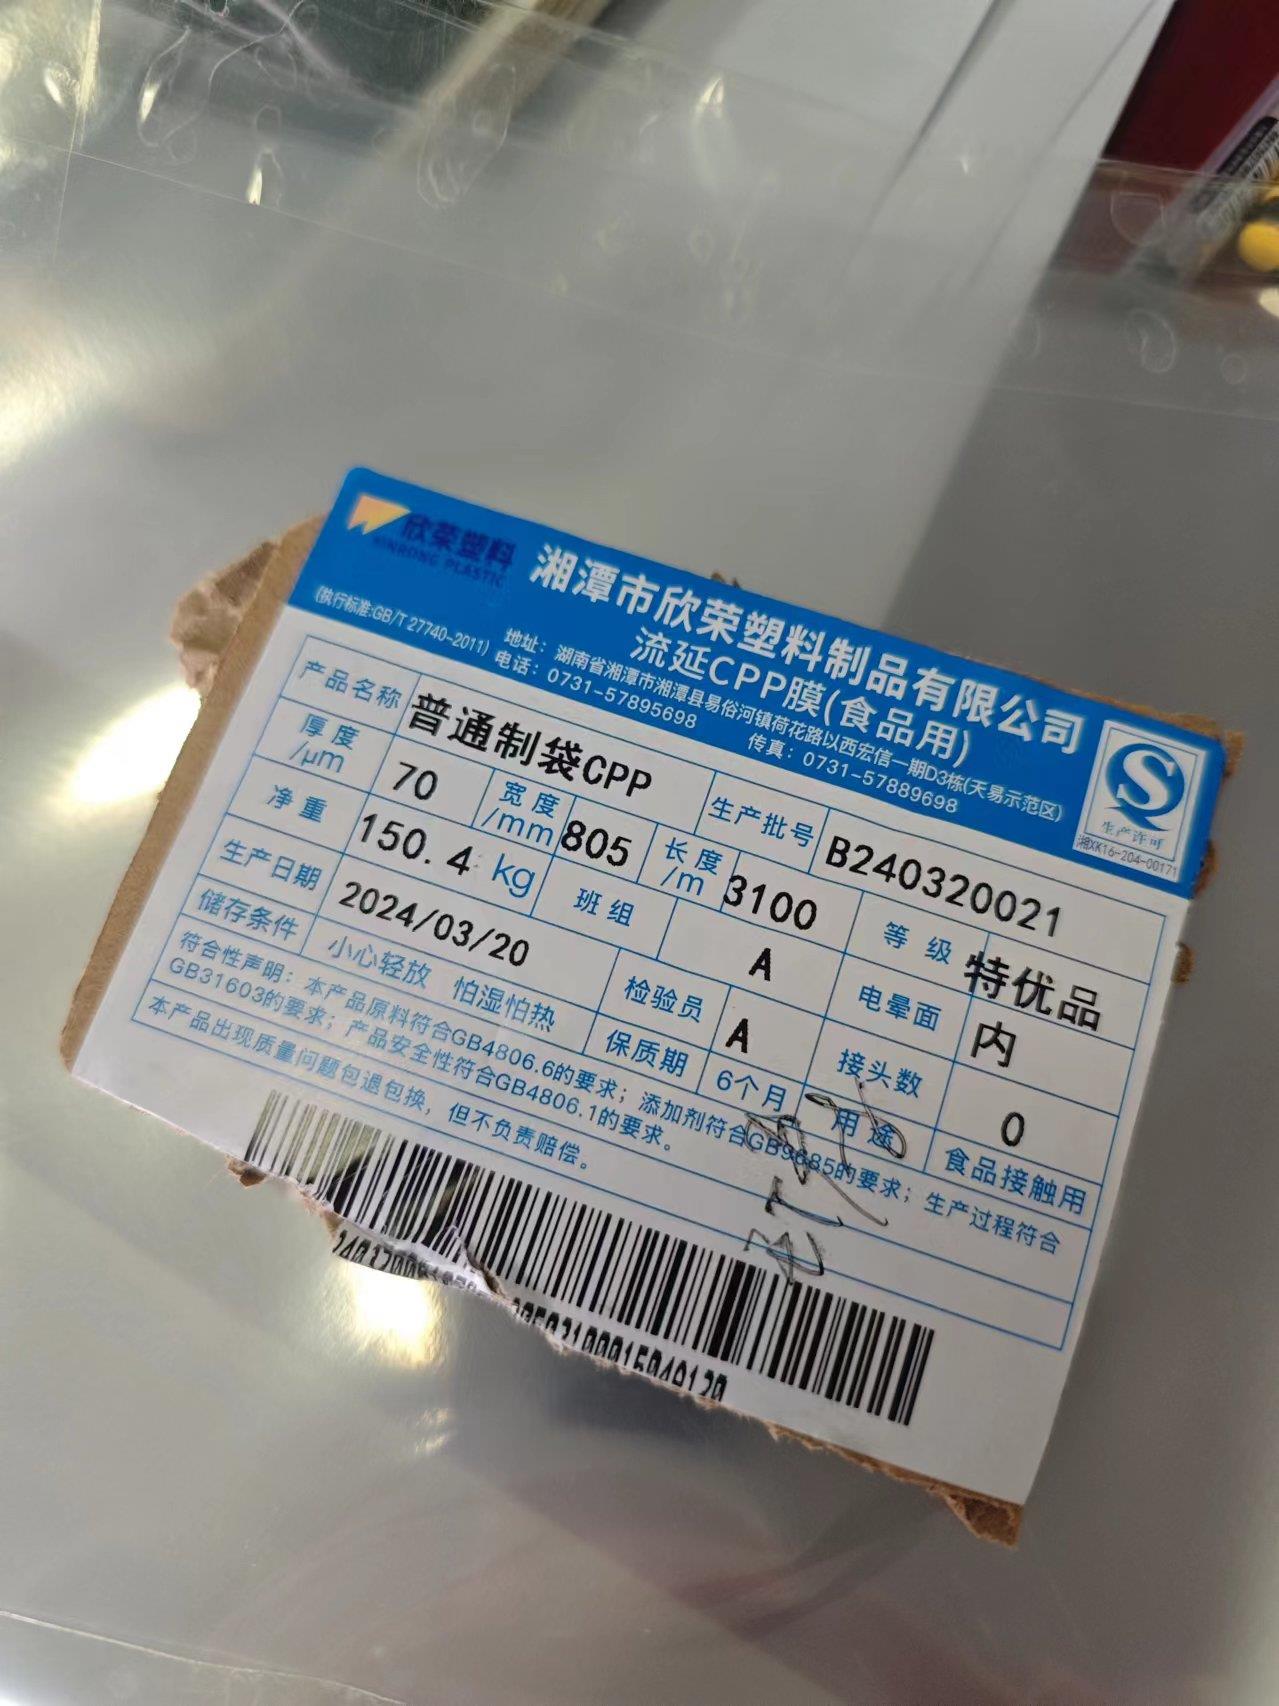 欣荣塑料
XINRONG PLASTIC
湘潭市欣荣塑料制品有限公司
流延CPP膜(食品用)
(执行标准:GB/T 27740-2011)
地址：湖南省湘潭市湘潭县易俗河镇荷花路以西宏信一期D3栋(天易示范区)
电话：0731-57895698 传真：0731-57889698
生产许可
湘XK16-204-00171
产品名称 普通制袋CPP 生产批号 B240320021
厚度/μm 70 宽度/mm 805 长度/m 3100 等级 特优品
净重 150.4 kg 班组 A 电晕面 内
生产日期 2024/03/20 检验员 A 接头数 0
储存条件 小心轻放 怕湿怕热 保质期 6个月 用途 食品接触用
符合性声明：本产品原料符合GB4806.6的要求；添加剂符合GB9685的要求；生产过程符合
GB31603的要求；产品安全性符合GB4806.1的要求。
本产品出现质量问题包退包换，但不负责赔偿。